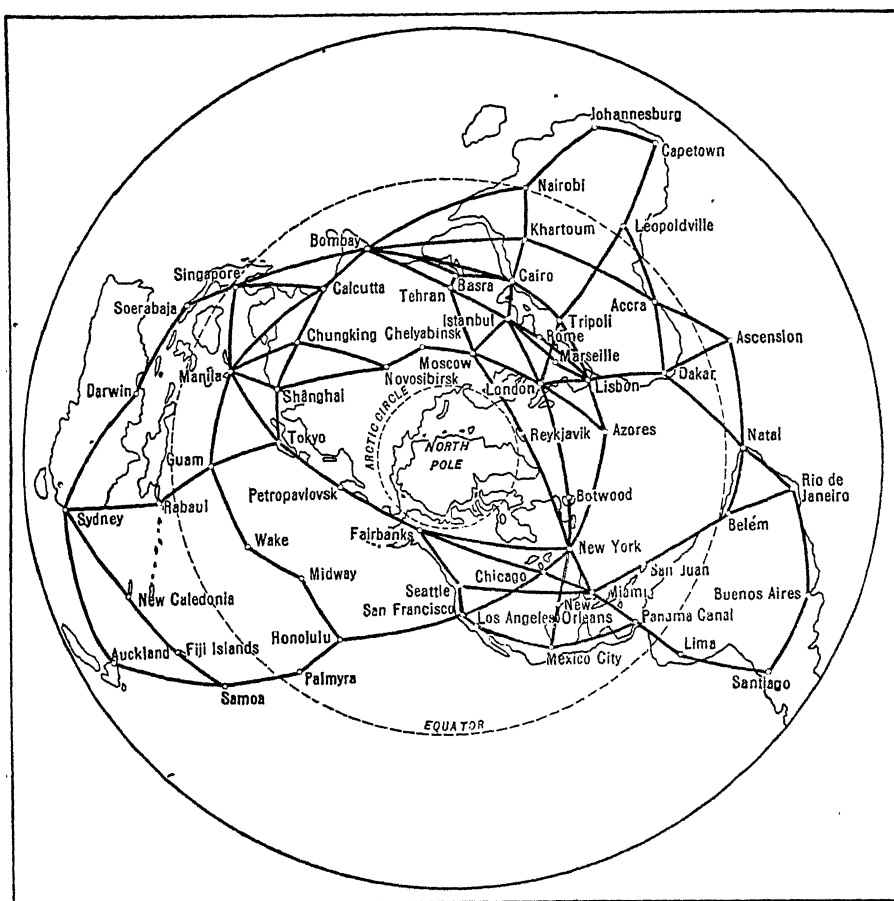 Johannesburg
Capetown
Nairobi
Leopoldville
Khartoum
Bombay
Singapore
Cairo
Basra
Calcutta
Tehran
Soerabaja
Accra
Istanbul
Tripoli
Chungking
Chelyabinsk
Rome
Ascension
Marseille
Moscow
Manila
Novosibirsk
Dakar
Darwin
London
Lisbon
Shanghai
ARCTIC CIRCLE
Tokyo
Reykjavik
Azores
Natal
NORTH
POLE
Guam
Rio de
Janeiro
Petropavlovsk
Botwood
Sydney
Rabaul
Belém
Wake
Fairbanks
New York
Chicago
San Juan
Midway
Seattle
Miami
Buenos Aires
New Caledonia
San Francisco
New
Orleans
Los Angeles
Panama Canal
Honolulu
Lima
Auckland
Fiji Islands
Mexico City
Palmyra
Santiago
Samoa
EQUATOR